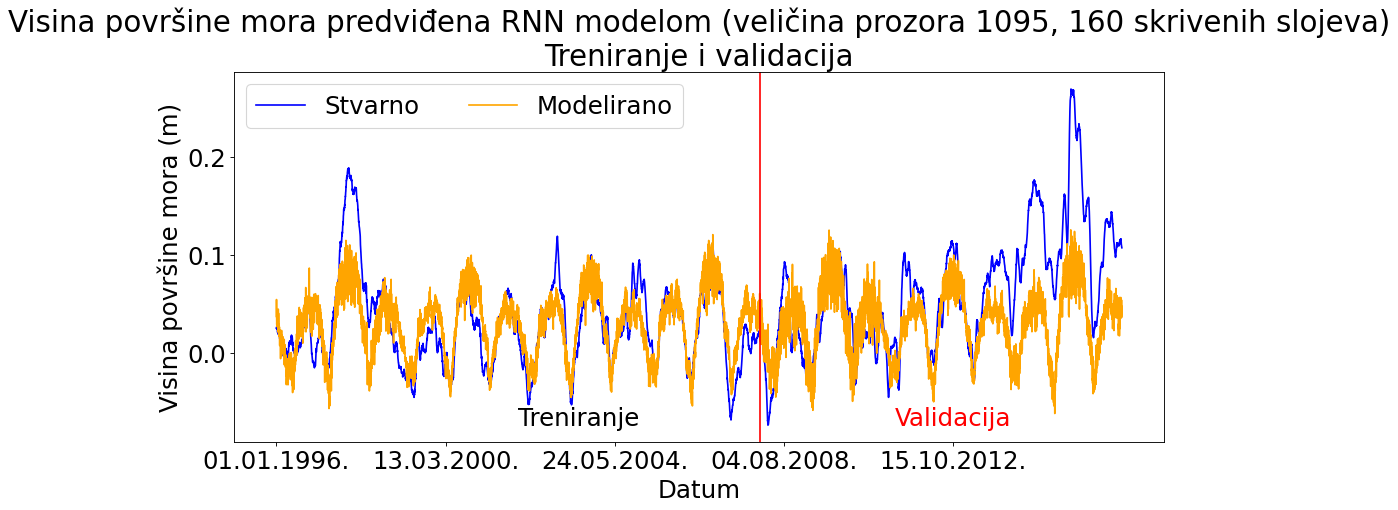 Visina površine mora predviđena RNN modelom (veličina prozora 1095, 160 skrivenih slojeva)
Treniranje i validacija
Stvarno
Modelirano
Visina površine mora (m)
0.2
0.1
0.0
Treniranje
Validacija
01.01.1996.
13.03.2000.
24.05.2004.
04.08.2008.
15.10.2012.
Datum